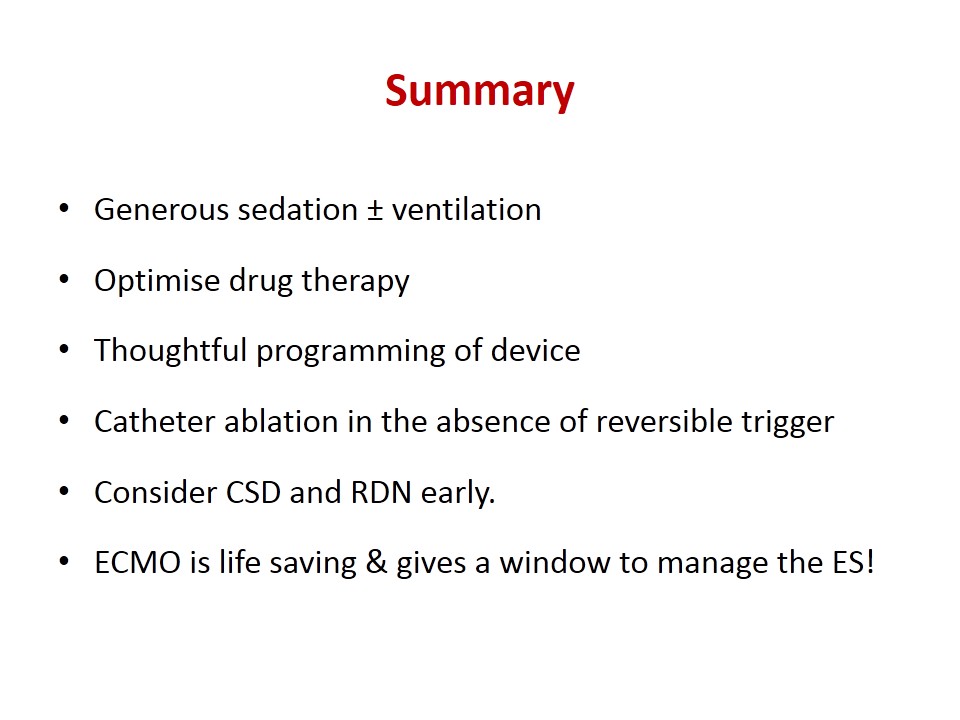 Summary
• Generous sedation ± ventilation
• Optimise drug therapy
• Thoughtful programming of device
• Catheter ablation in the absence of reversible trigger
• Consider CSD and RDN early.
• ECMO is life saving & gives a window to manage the ES!